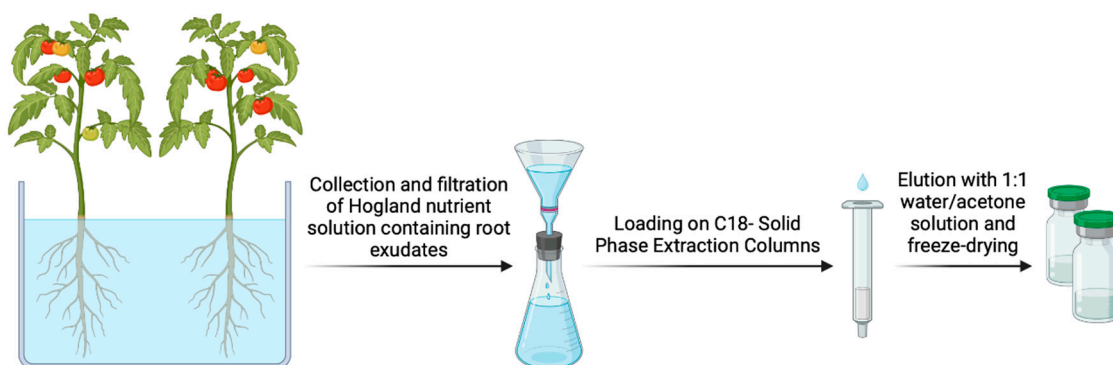 Collection and filtration
of Hogland nutrient
solution containing root
exudates
Loading on C18- Solid
Phase Extraction Columns
Elution with 1:1
water/acetone
solution and
freeze-drying